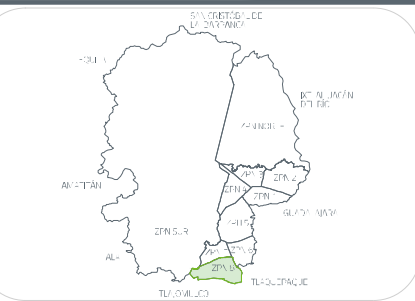 SAN CRISTÓBAL DE
LA BARRANCA
IXTLAHUACÁN
DEL RÍO
ZPN NORTE
ZPN 3
ZPN 2
AMATITÁN
ZPN 4
ZPN 1
GUADALAJARA
ZPN 5
ZPN SUR
ZPN 6
ZPN 8
TLAQUEPAQUE
TLAJOMULCO